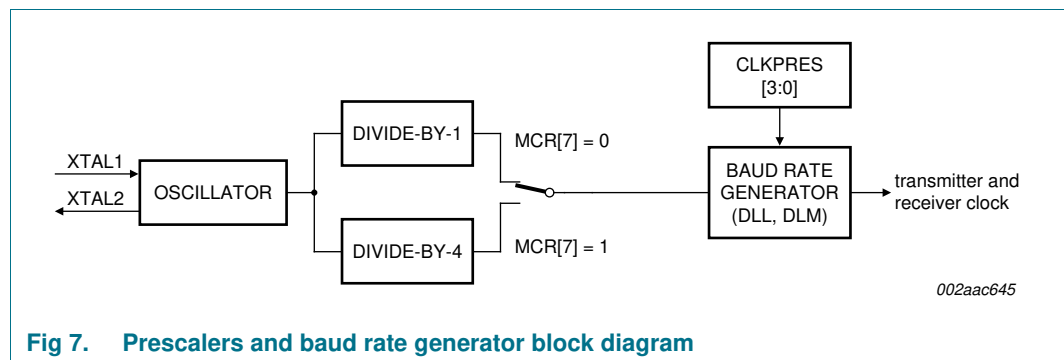 CLKPRES
[3:0]
DIVIDE-BY-1
MCR[7] = 0
XTAL1
XTAL2
OSCILLATOR
BAUD RATE
GENERATOR
(DLL, DLM)
transmitter and
receiver clock
DIVIDE-BY-4
MCR[7] = 1
002aac645
Fig 7. Prescalers and baud rate generator block diagram